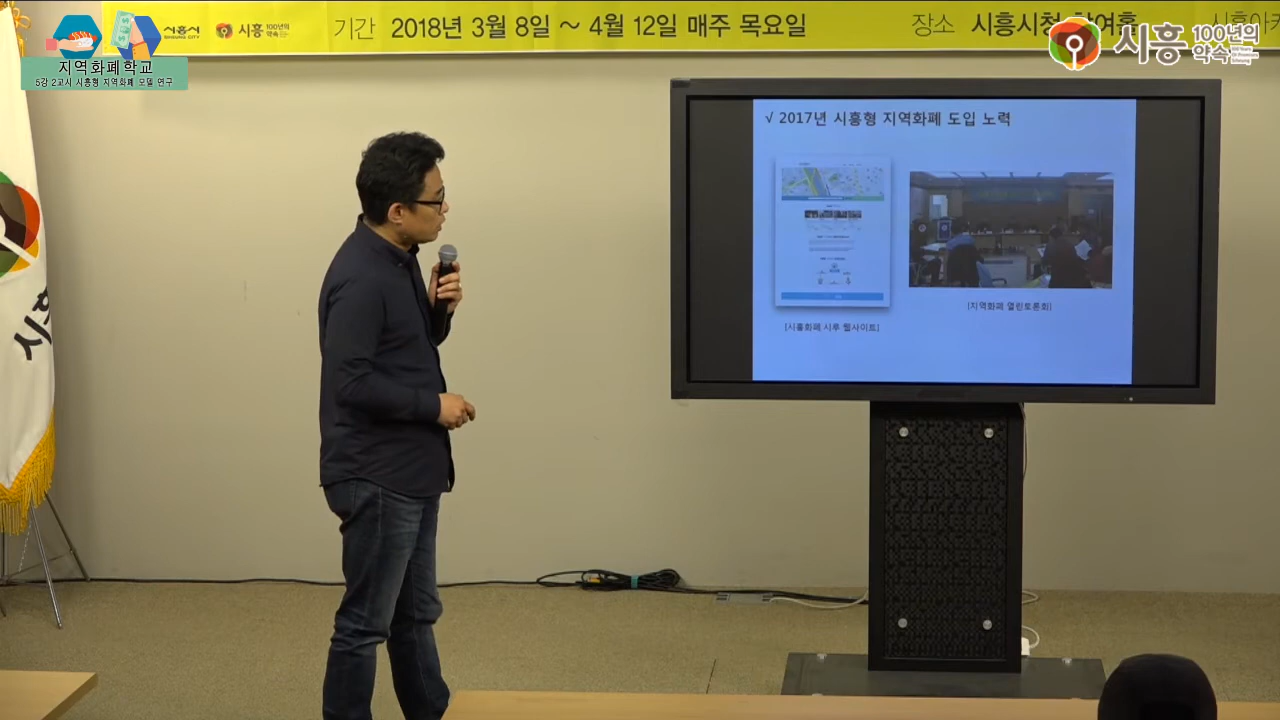 시흥시
SIHEUNG CITY
시흥 100년의 약속
기간 2018년 3월 8일 ~ 4월 12일 매주 목요일
장소 시흥시청 참여홀
시흥 100년의 약속
지역화폐학교
5강 2교시 시흥형 지역화폐 모델 연구
√ 2017년 시흥형 지역화폐 도입 노력
[시흥화폐 시루 웹사이트]
[지역화폐 열린토론회]